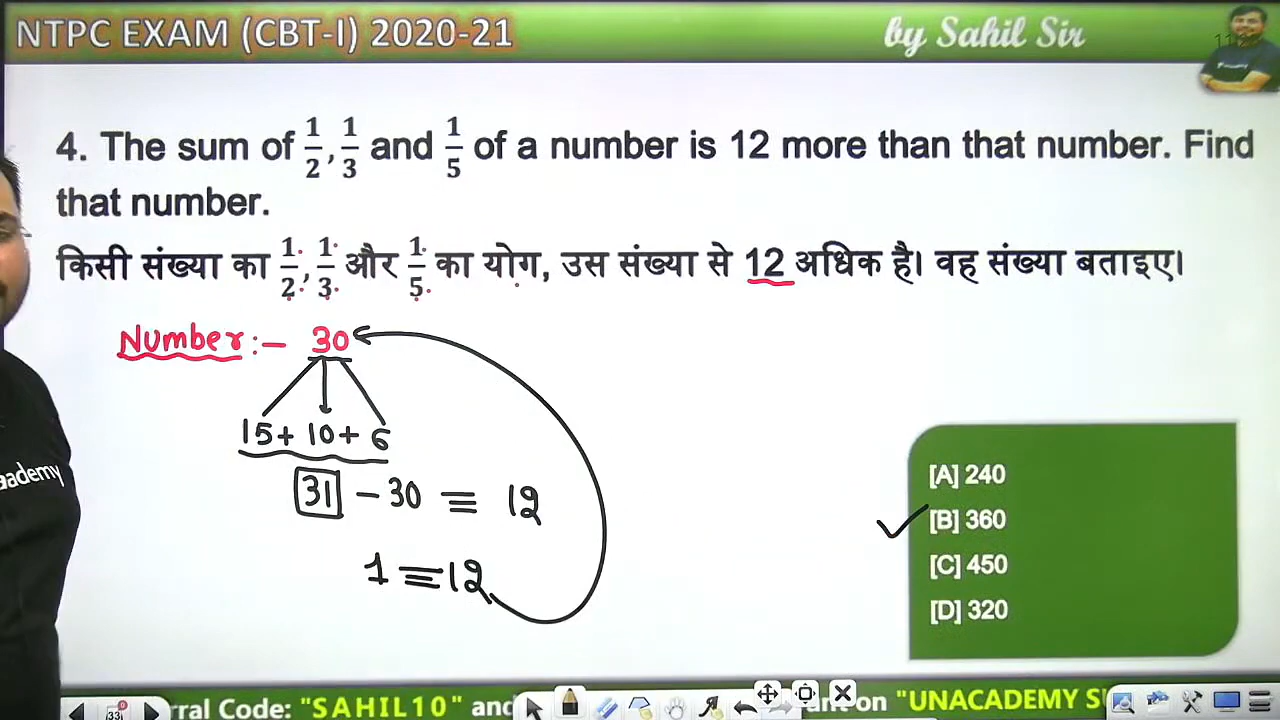 NTPC EXAM (CBT-I) 2020-21
by Sahil Sir
4. The sum of 1/2, 1/3 and 1/5 of a number is 12 more than that number. Find
that number.
किसी संख्या का 1/2, 1/3 और 1/5 का योग, उस संख्या से 12 अधिक है। वह संख्या बताइए।
Number:- 30
15+ 10+ 6
31 - 30 ≡ 12
1 ≡ 12
[A] 240
[B] 360
[C] 450
[D] 320
academy
rral Code: "SAHIL10" and
on "UNACADEMY S
33